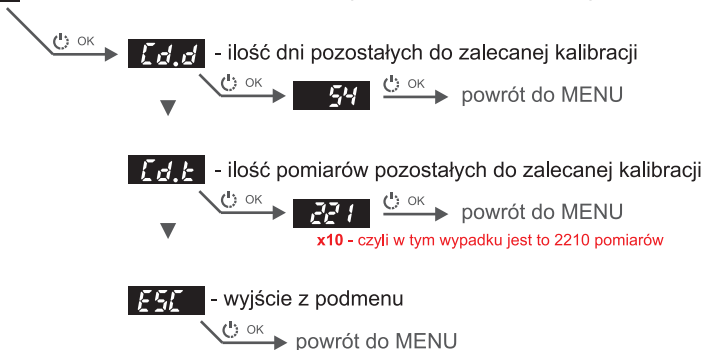 OK
Cd.d - ilość dni pozostałych do zalecanej kalibracji
OK 54 OK powrót do MENU
Cd.t - ilość pomiarów pozostałych do zalecanej kalibracji
OK 221 OK powrót do MENU
x10 - czyli w tym wypadku jest to 2210 pomiarów
ESC - wyjście z podmenu
OK powrót do MENU